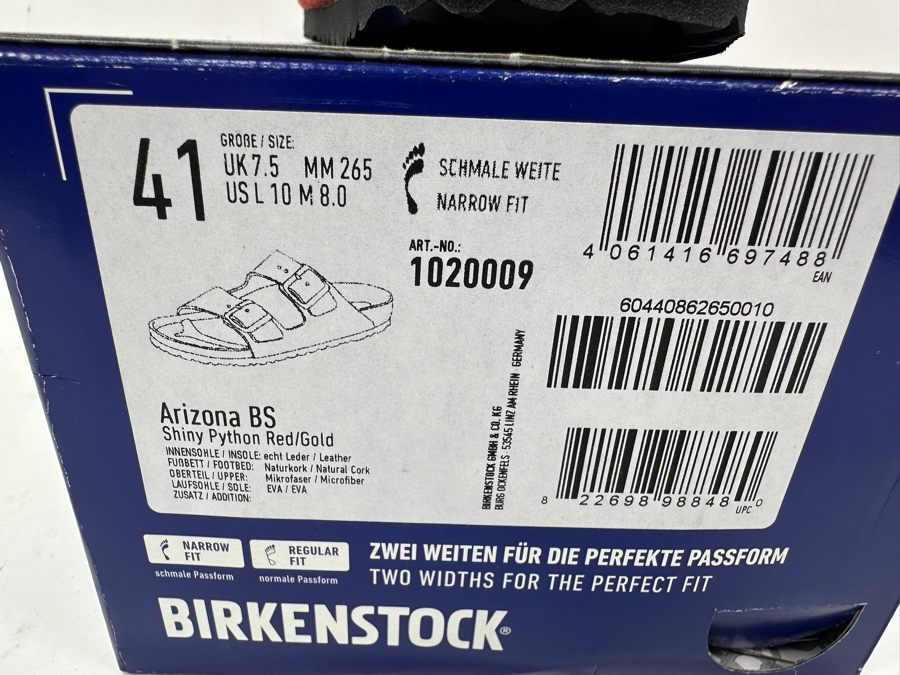 41
GRÖßE / SIZE:
UK 7.5 MM 265
US L 10 M 8.0
SCHMALE WEITE
NARROW FIT
ART.-NO.:
1020009
4 061416 697488
EAN
60440862650010
8 22698 98848 0
UPC
BIRKENSTOCK GMBH & CO. KG
BURG OCKENFELS · 53545 LINZ AM RHEIN · GERMANY
Arizona BS
Shiny Python Red/Gold
INNENSOHLE / INSOLE: echt Leder / Leather
FUßBETT / FOOTBED: Naturkork / Natural Cork
OBERTEIL / UPPER: Mikrofaser / Microfiber
LAUFSOHLE / SOLE: EVA / EVA
ZUSATZ / ADDITION:
NARROW FIT
schmale Passform
REGULAR FIT
normale Passform
ZWEI WEITEN FÜR DIE PERFEKTE PASSFORM
TWO WIDTHS FOR THE PERFECT FIT
BIRKENSTOCK®